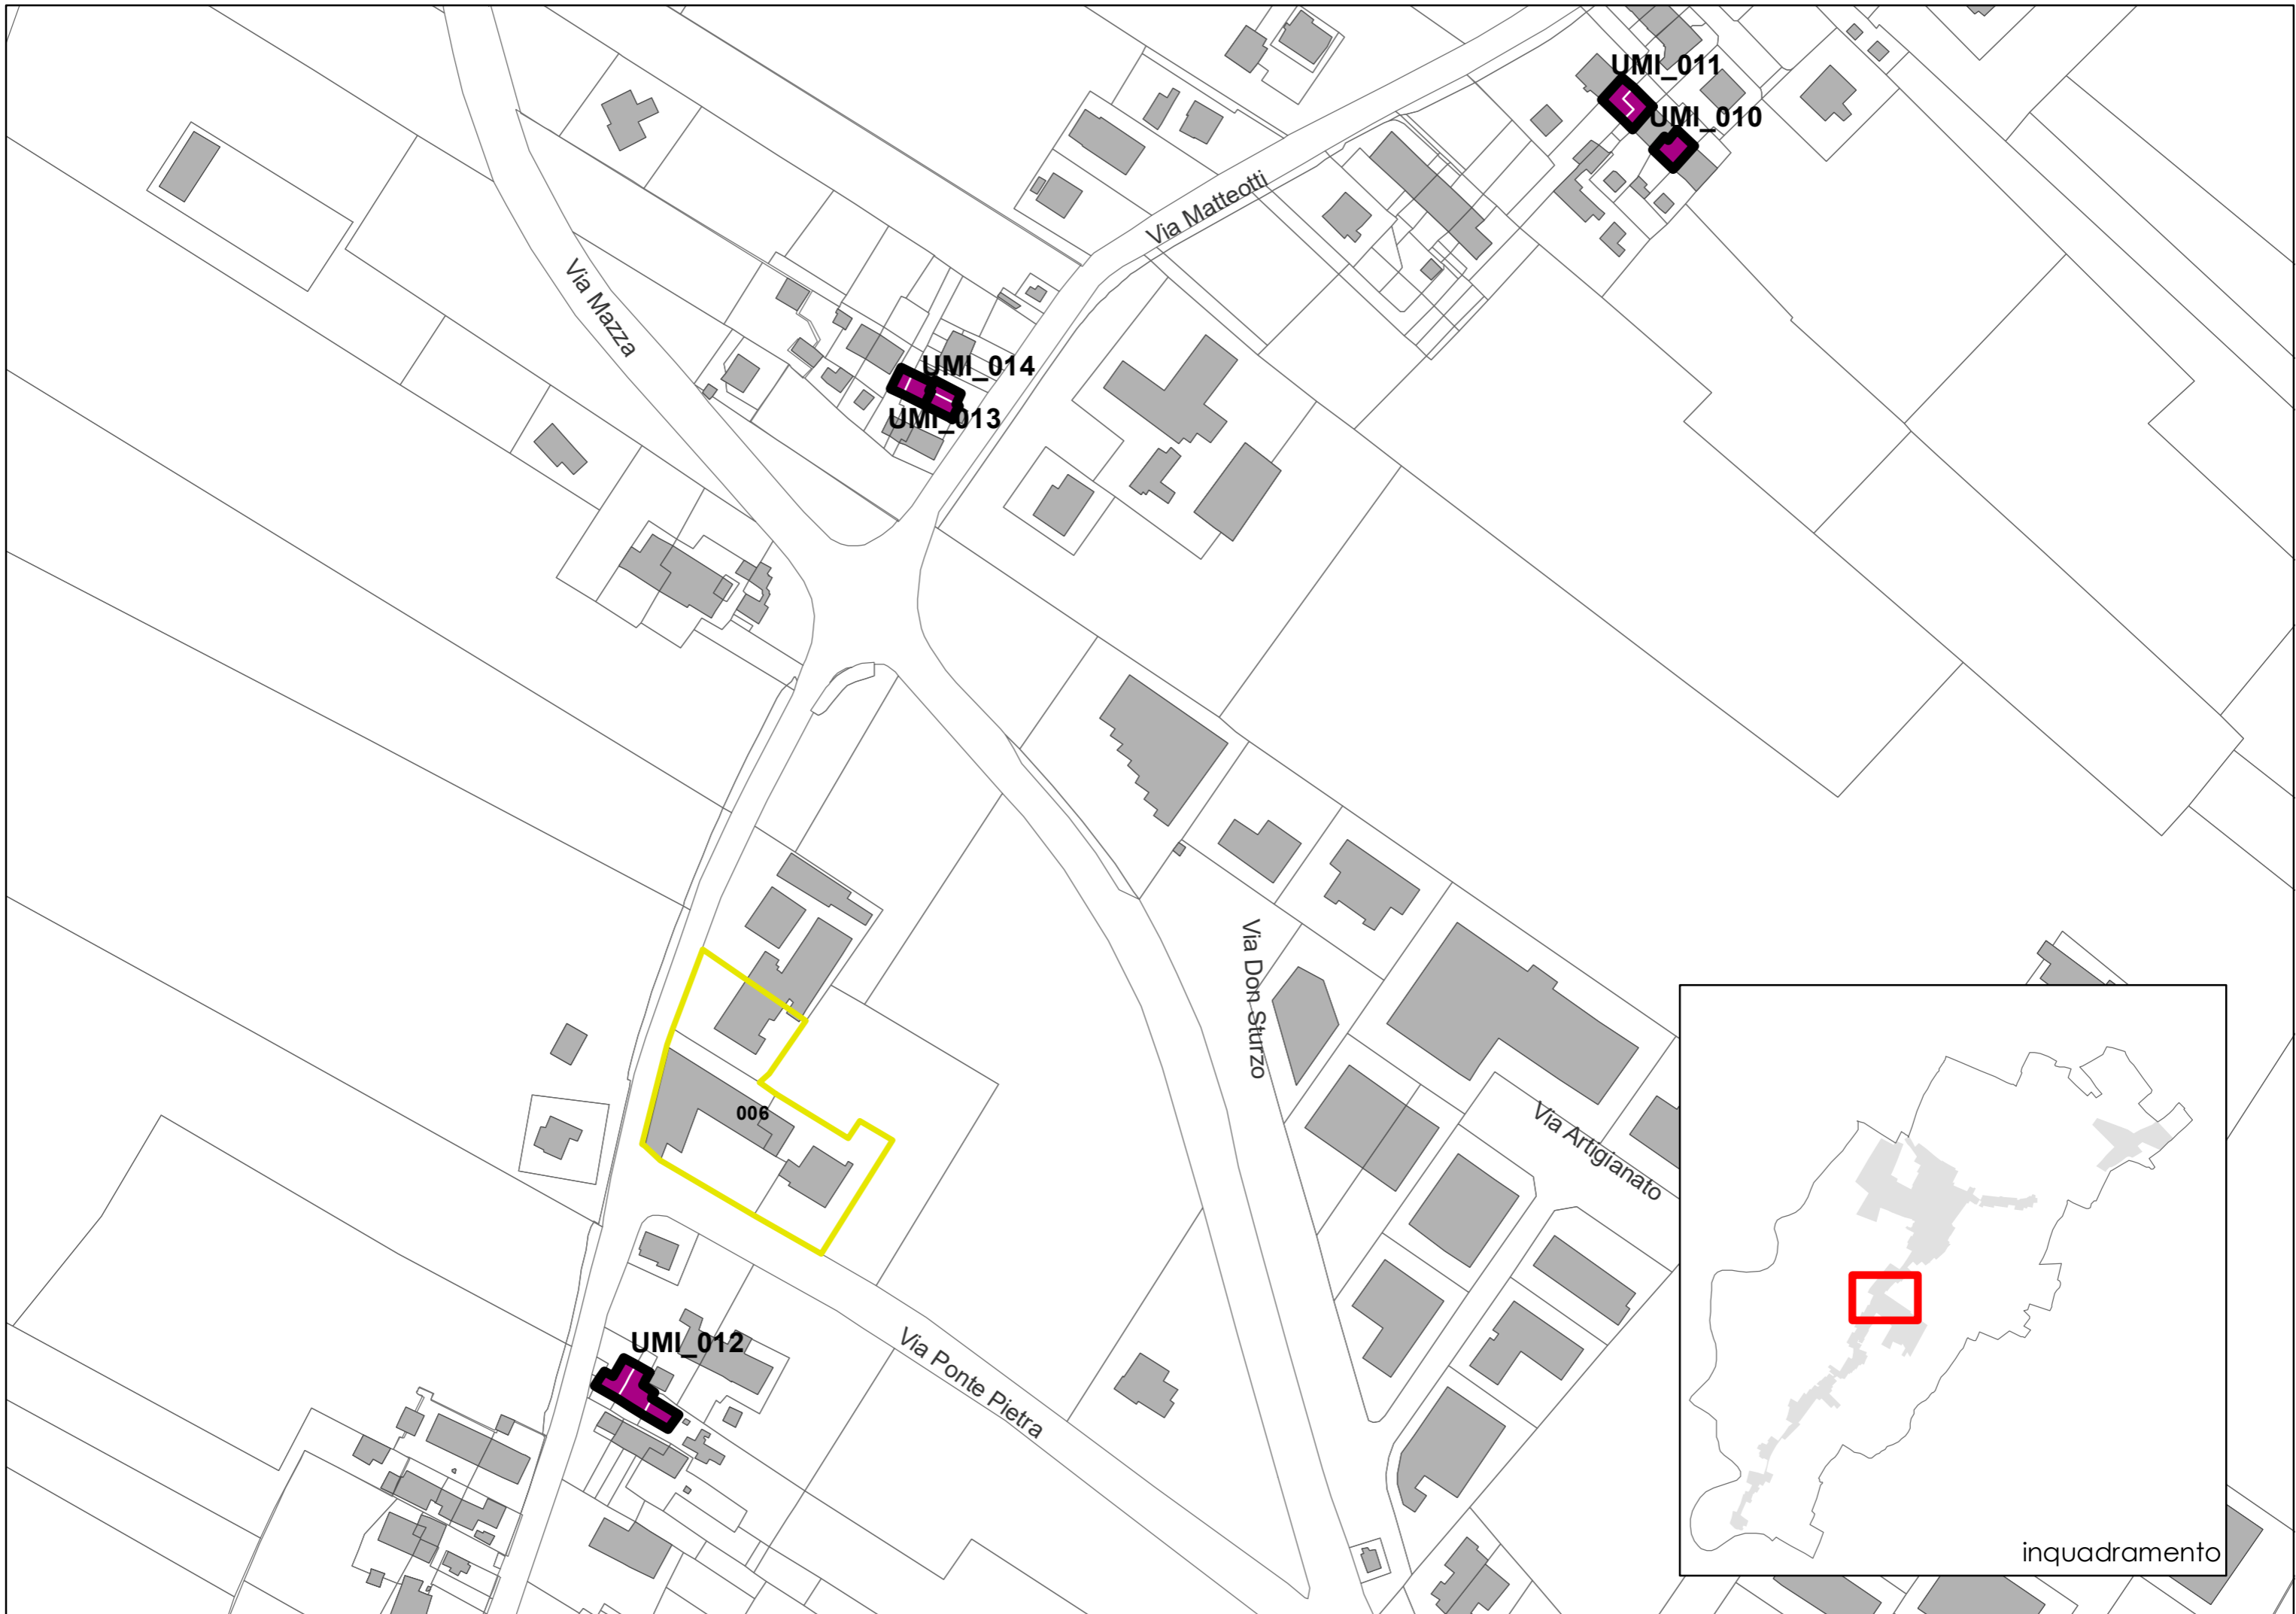 UMI_011
UMI_010
Via Matteotti
Via Mazza
UMI_014
UMI_013
Via Don Sturzo
006
Via Artigianato
UMI_012
Via Ponte Pietra
inquadramento